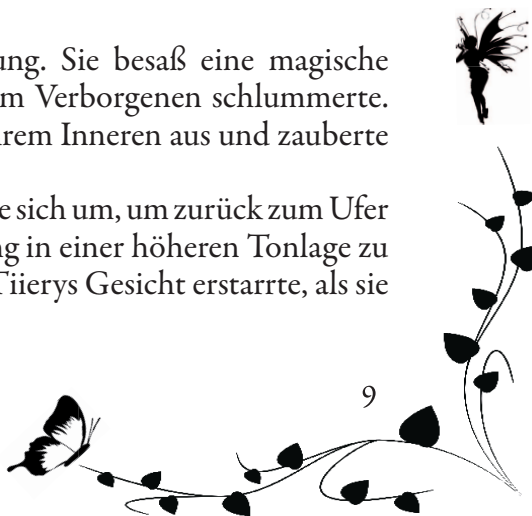 ung. Sie besaß eine magische
m Verborgenen schlummerte.
rem Inneren aus und zauberte
e sich um, um zurück zum Ufer
g in einer höheren Tonlage zu
Tiierys Gesicht erstarrte, als sie
9